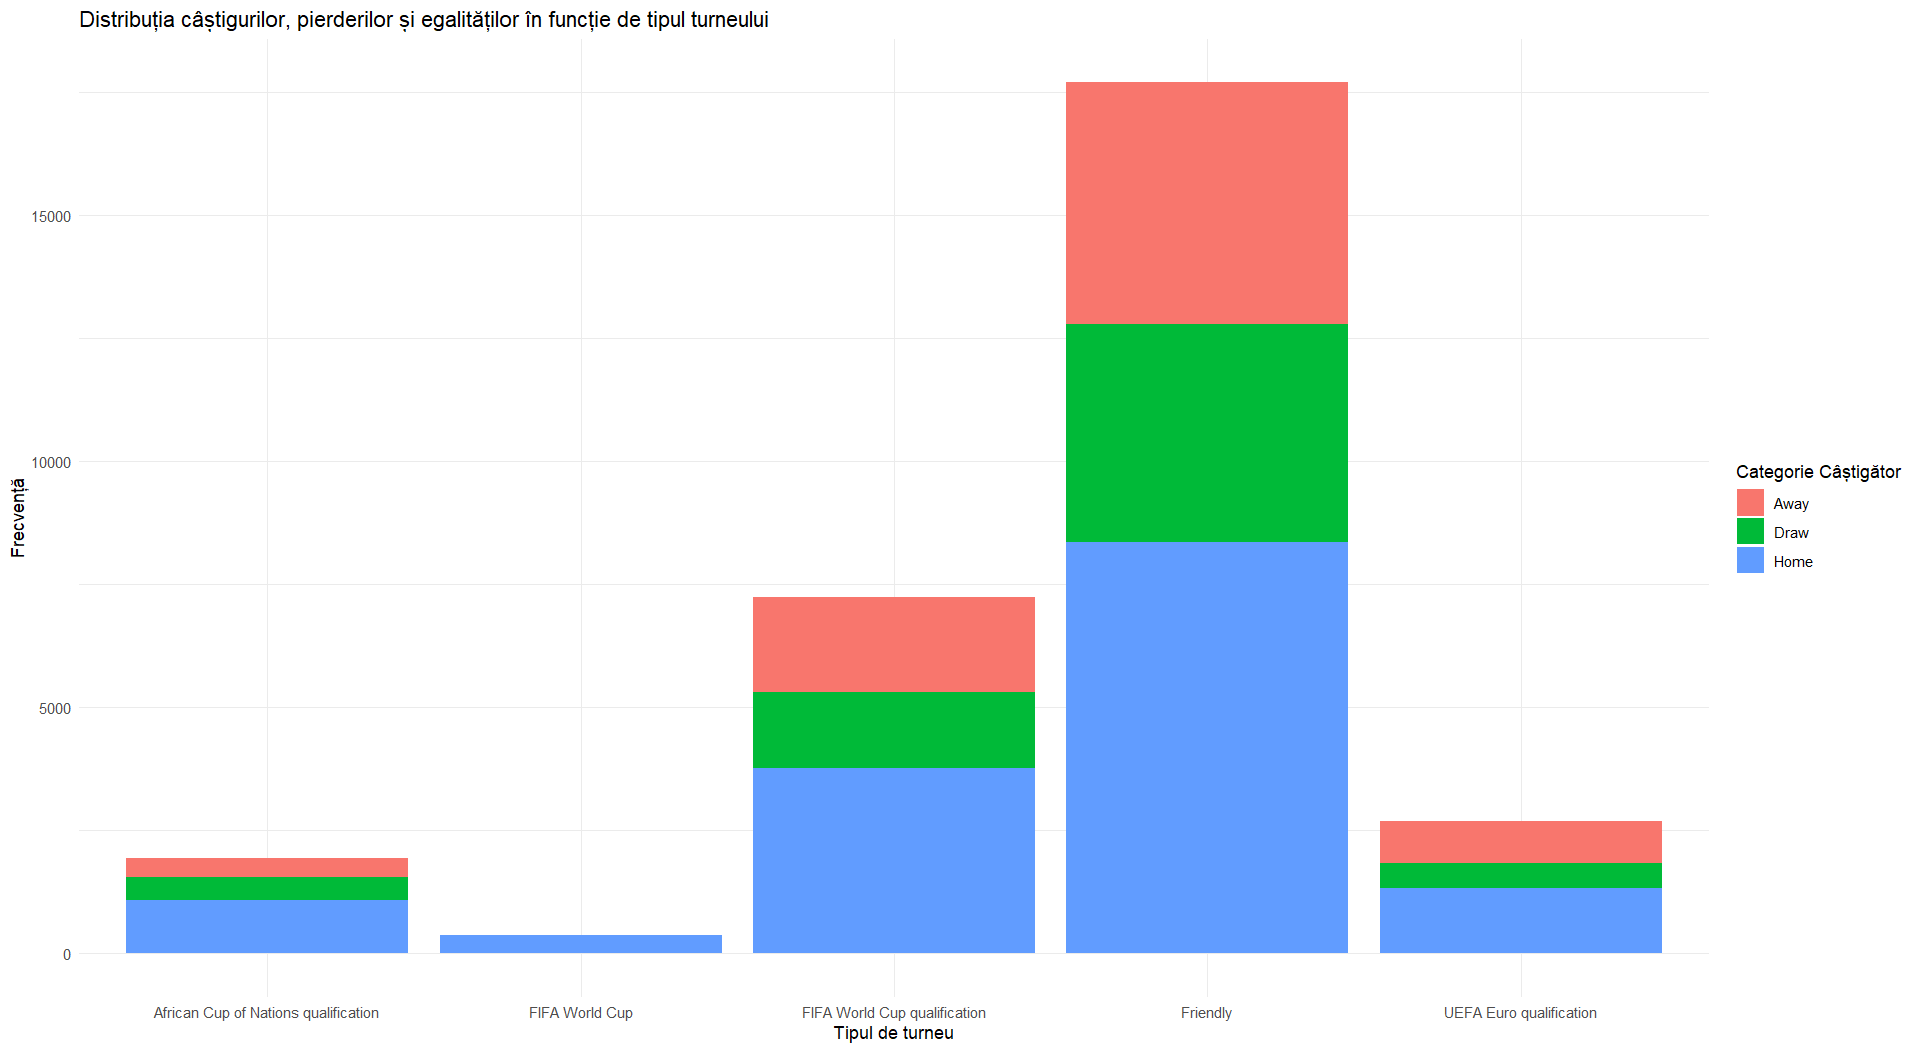 Distribuția câștigurilor, pierderilor și egalităților în funcție de tipul turneului
Frecvență
15000
10000
5000
0
African Cup of Nations qualification
FIFA World Cup
FIFA World Cup qualification
Friendly
UEFA Euro qualification
Tipul de turneu
Categorie Câștigător
Away
Draw
Home